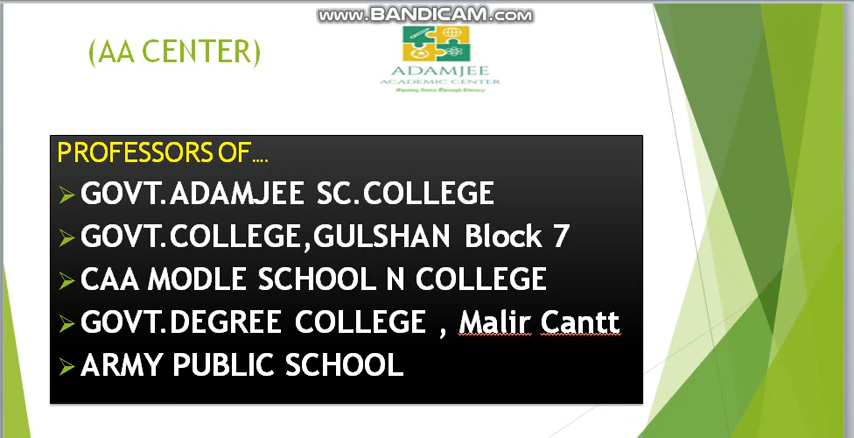 www.BANDICAM.com
(AA CENTER)
ADAMJEE
ACADEMIC CENTER
PROFESSORS OF....
GOVT.ADAMJEE SC.COLLEGE
GOVT.COLLEGE,GULSHAN Block 7
CAA MODLE SCHOOL N COLLEGE
GOVT.DEGREE COLLEGE , Malir Cantt
ARMY PUBLIC SCHOOL